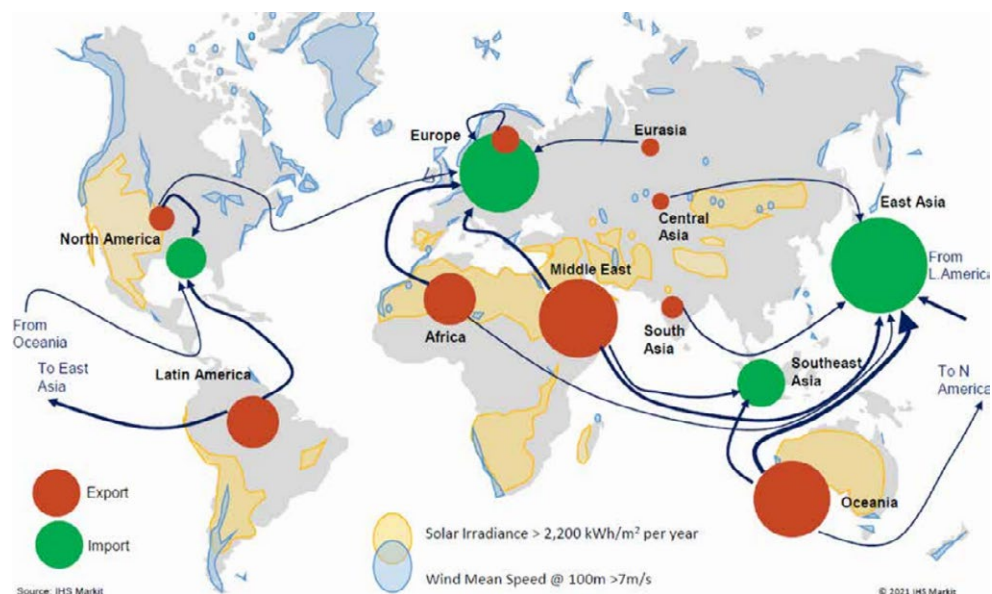 Europe
Eurasia
Central
Asia
East Asia
From
L.America
North America
Middle East
From
Oceania
Africa
South
Asia
Southeast
Asia
To East
Asia
Latin America
To N
America
Oceania
Export
Import
Solar Irradiance > 2,200 kWh/m² per year
Wind Mean Speed @ 100m >7m/s
Source: IHS Markit
© 2021 IHS Markit